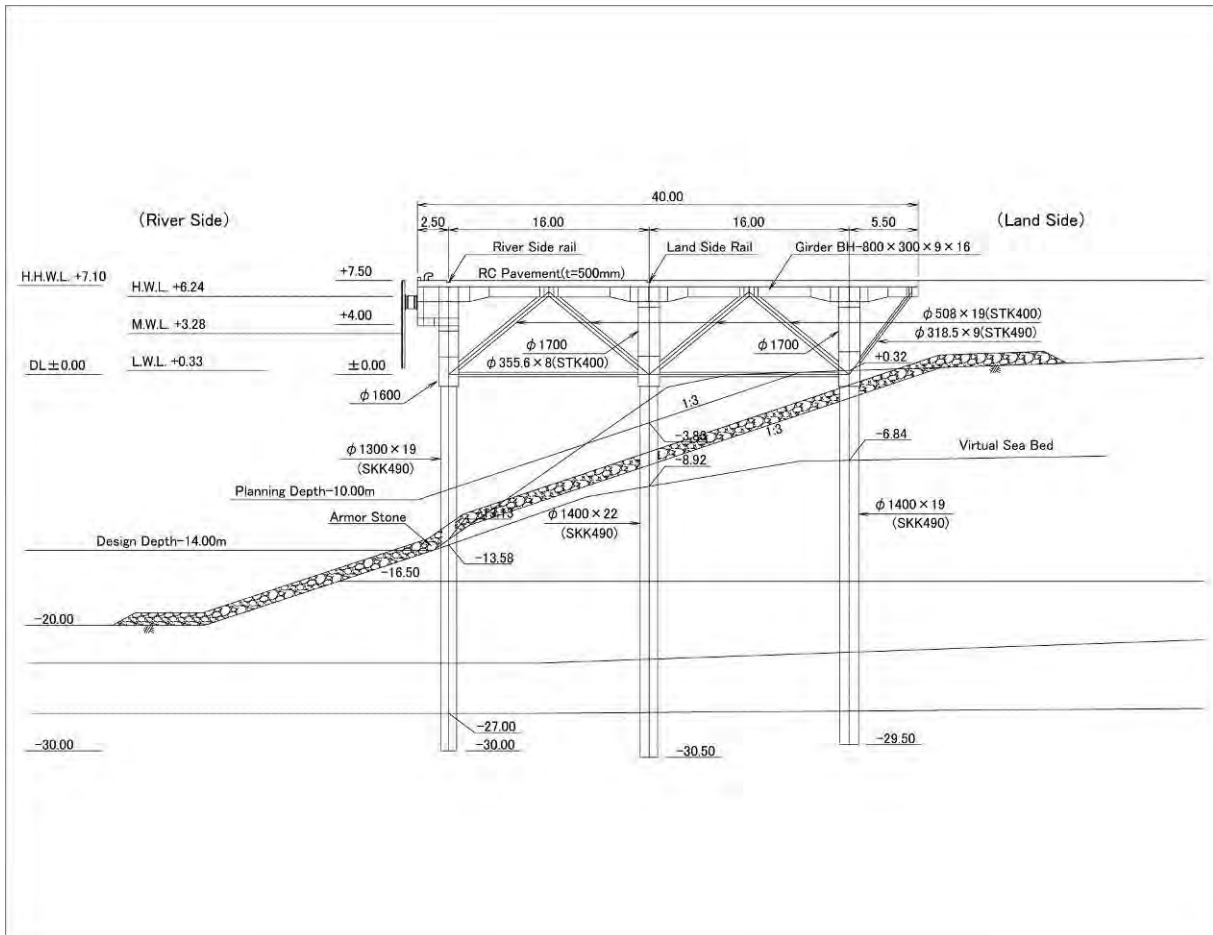 40.00
(River Side)
2.50
16.00
16.00
5.50
(Land Side)
River Side rail
Land Side Rail
Girder BH-800×300×9×16
H.H.W.L. +7.10
+7.50
RC Pavement(t=500mm)
H.W.L. +6.24
+4.00
M.W.L. +3.28
φ508×19(STK400)
φ1700
φ1700
φ318.5×9(STK490)
φ355.6×8(STK400)
+0.32
DL±0.00
L.W.L. +0.33
±0.00
φ1600
1:3
1:3
-6.84
φ1300×19
(SKK490)
-8.92
Virtual Sea Bed
Planning Depth-10.00m
φ1400×22
(SKK490)
φ1400×19
(SKK490)
Armor Stone
Design Depth-14.00m
-13.58
-16.50
-20.00
-27.00
-30.00
-30.00
-30.50
-29.50